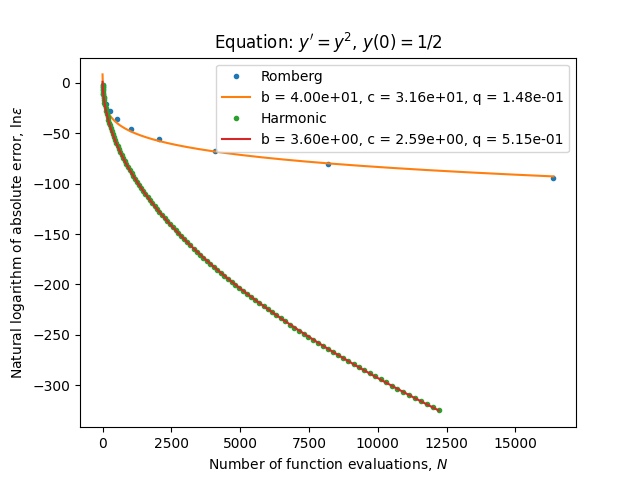 Equation: y′ = y², y(0) = 1/2
Romberg
b = 4.00e+01, c = 3.16e+01, q = 1.48e-01
Harmonic
b = 3.60e+00, c = 2.59e+00, q = 5.15e-01
Natural logarithm of absolute error, lnε
0
−50
−100
−150
−200
−250
−300
0 2500 5000 7500 10000 12500 15000
Number of function evaluations, N